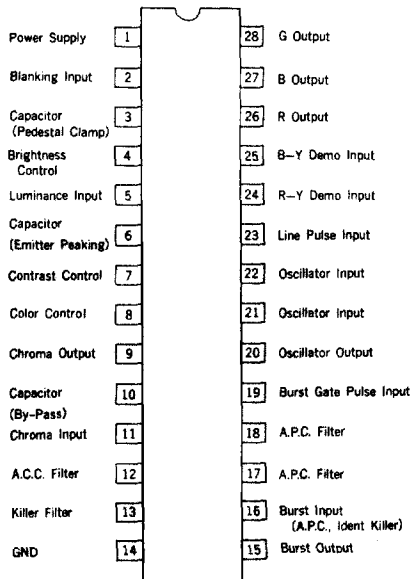 Power Supply 1 28 G Output
Blanking Input 2 27 B Output
Capacitor 3 26 R Output
(Pedestal Clamp)
Brightness 4 25 B-Y Demo Input
Control
Luminance Input 5 24 R-Y Demo Input
Capacitor 6 23 Line Pulse Input
(Emitter Peaking)
Contrast Control 7 22 Oscillator Input
Color Control 8 21 Oscillator Input
Chroma Output 9 20 Oscillator Output
Capacitor 10 19 Burst Gate Pulse Input
(By-Pass)
Chroma Input 11 18 A.P.C. Filter
A.C.C. Filter 12 17 A.P.C. Filter
Killer Filter 13 16 Burst Input
(A.P.C., Ident Killer)
GND 14 15 Burst Output